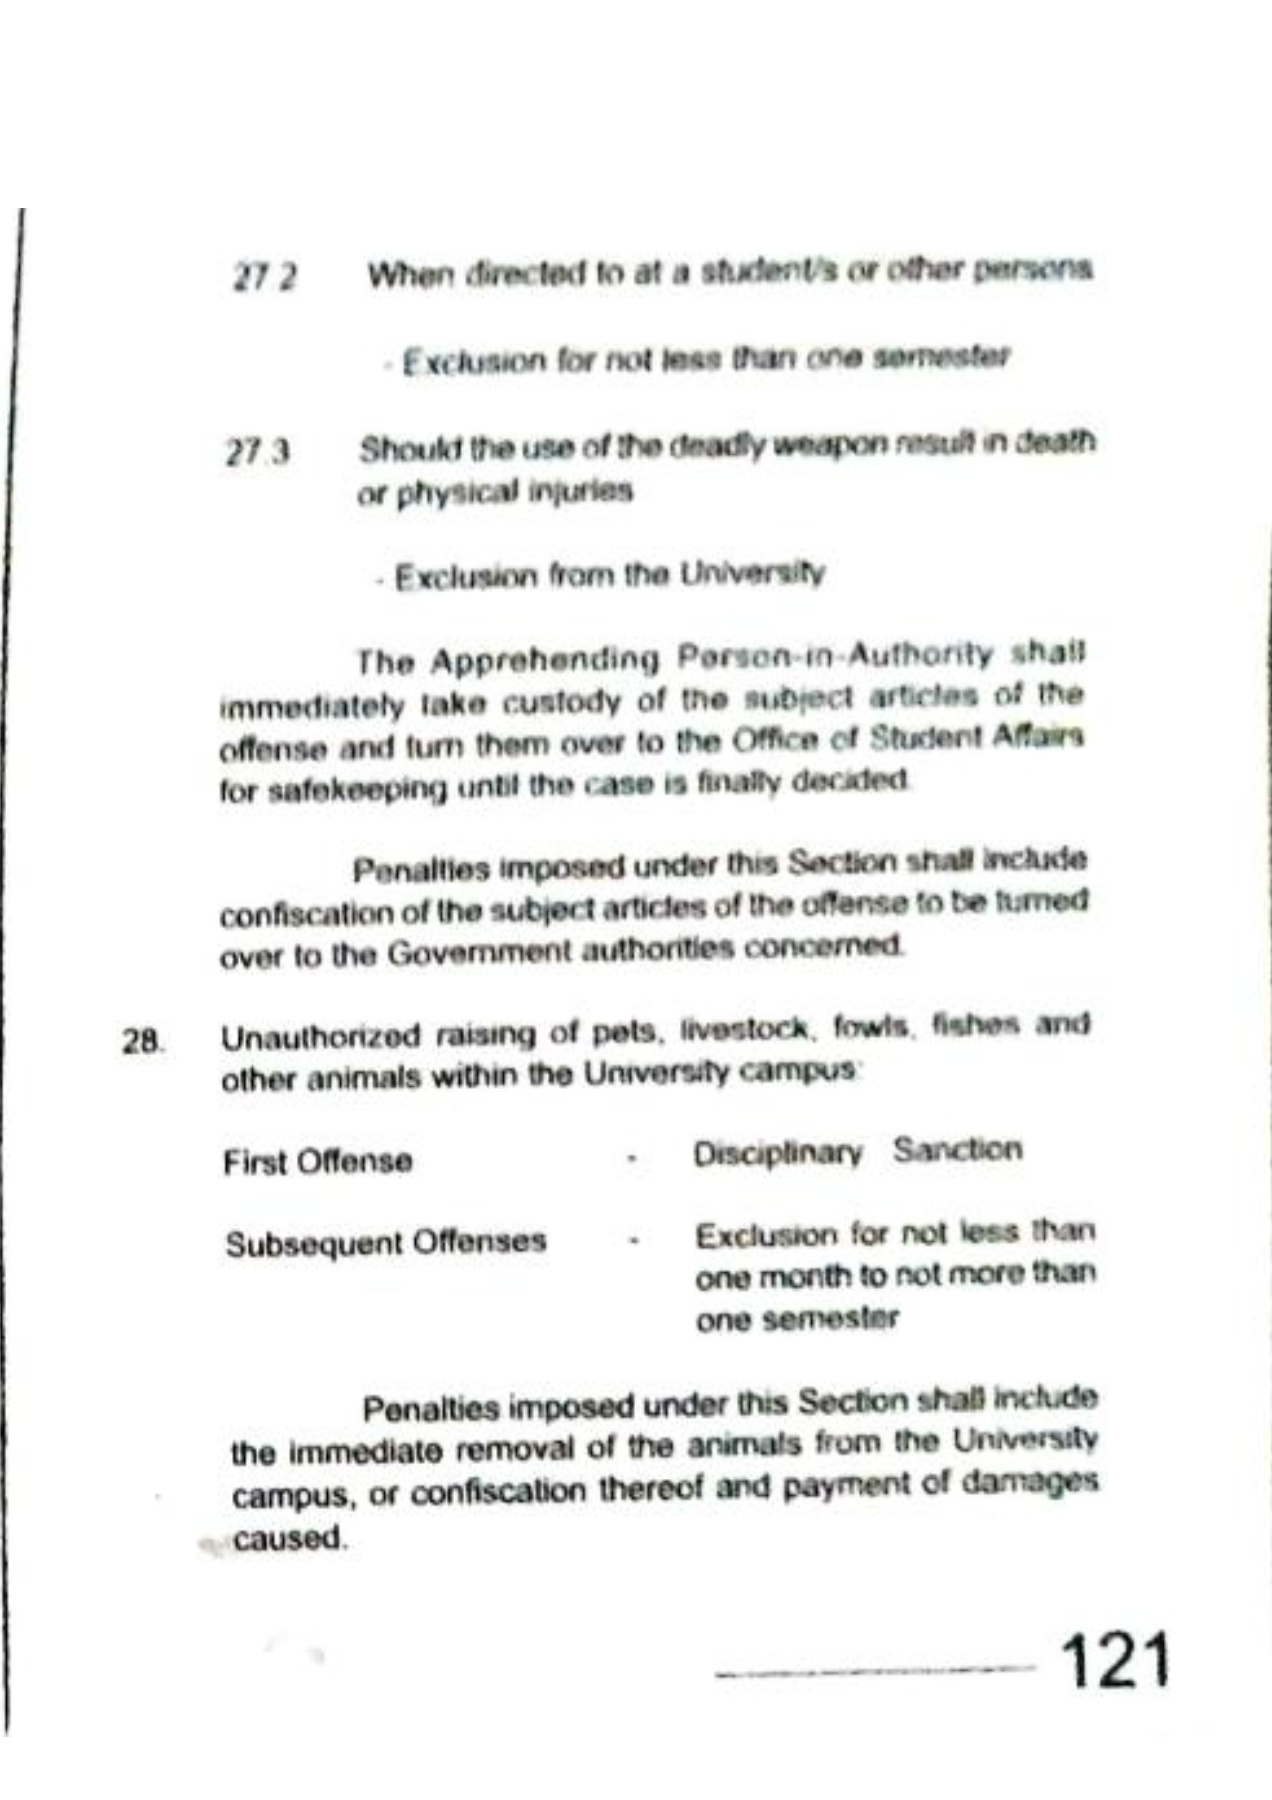 27.2 When directed to at a student/s or other persons
- Exclusion for not less than one semester
27.3 Should the use of the deadly weapon result in death
or physical injuries
- Exclusion from the University
The Apprehending Person-in-Authority shall
immediately take custody of the subject articles of the
offense and turn them over to the Office of Student Affairs
for safekeeping until the case is finally decided.
Penalties imposed under this Section shall include
confiscation of the subject articles of the offense to be turned
over to the Government authorities concerned.
28. Unauthorized raising of pets, livestock, fowls, fishes and
other animals within the University campus:
First Offense - Disciplinary Sanction
Subsequent Offenses - Exclusion for not less than
one month to not more than
one semester
Penalties imposed under this Section shall include
the immediate removal of the animals from the University
campus, or confiscation thereof and payment of damages
caused.
121